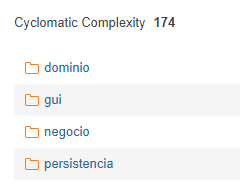 Cyclomatic Complexity 174
dominio
gui
negocio
persistencia